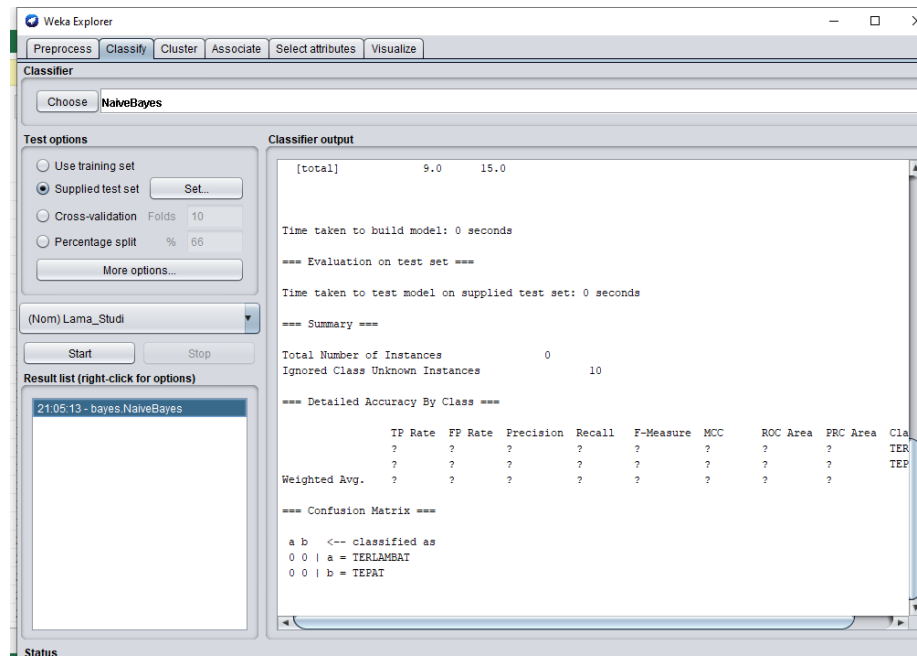 Weka Explorer
Preprocess Classify Cluster Associate Select attributes Visualize
Classifier
Choose NaiveBayes
Test options
Use training set
Supplied test set Set...
Cross-validation Folds 10
Percentage split % 66
More options...
(Nom) Lama_Studi
Start Stop
Result list (right-click for options)
21:05:13 - bayes.NaiveBayes
Classifier output
[total] 9.0 15.0
Time taken to build model: 0 seconds
=== Evaluation on test set ===
Time taken to test model on supplied test set: 0 seconds
=== Summary ===
Total Number of Instances 0
Ignored Class Unknown Instances 10
=== Detailed Accuracy By Class ===
TP Rate FP Rate Precision Recall F-Measure MCC ROC Area PRC Area Cla
? ? ? ? ? ? ? ? TER
? ? ? ? ? ? ? ? TEP
Weighted Avg. ? ? ? ? ? ? ? ?
=== Confusion Matrix ===
a b <-- classified as
0 0 | a = TERLAMBAT
0 0 | b = TEPAT
Status